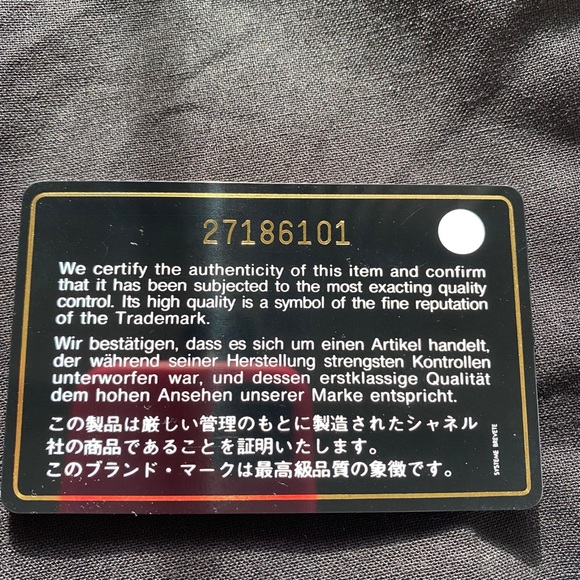 27186101
We certify the authenticity of this item and confirm
that it has been subjected to the most exacting quality
control. Its high quality is a symbol of the fine reputation
of the Trademark.
Wir bestätigen, dass es sich um einen Artikel handelt,
der während seiner Herstellung strengsten Kontrollen
unterworfen war, und dessen erstklassige Qualität
dem hohen Ansehen unserer Marke entspricht.
この製品は厳しい管理のもとに製造されたシャネル
社の商品であることを証明いたします。
このブランド・マークは最高級品質の象徴です。
SYSTEME BREVETE